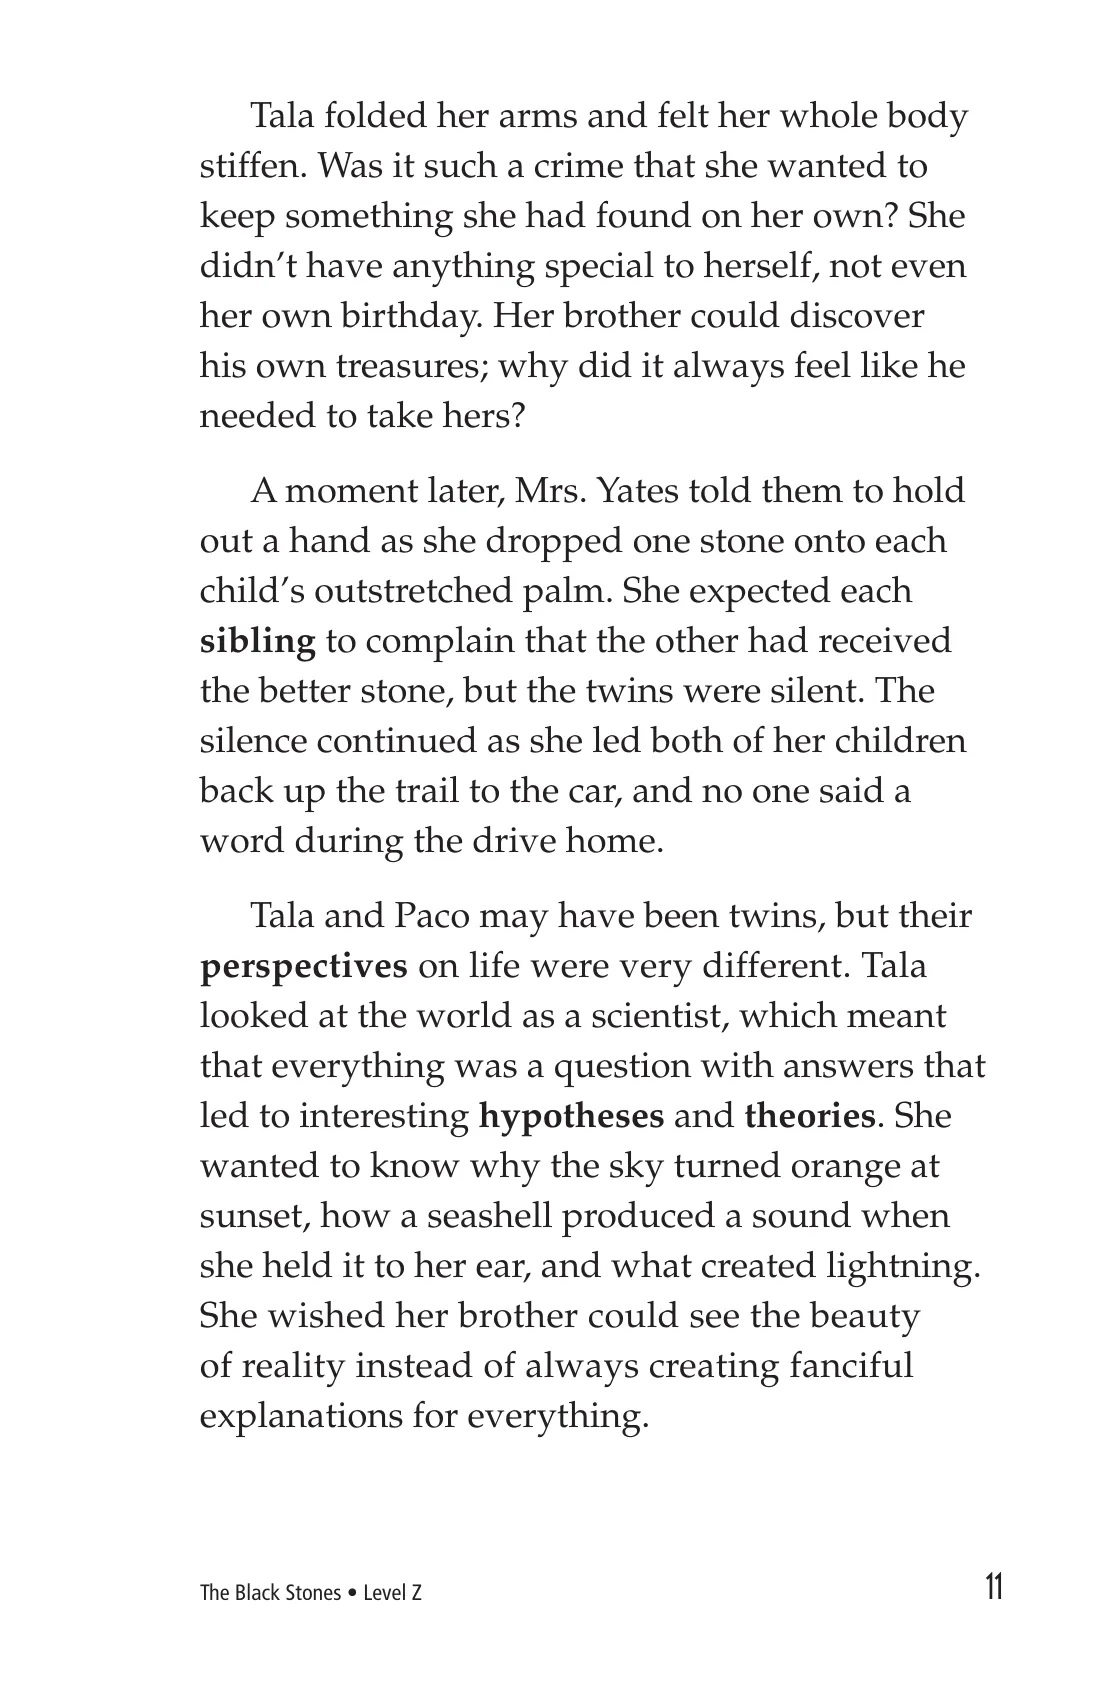 Tala folded her arms and felt her whole body
stiffen. Was it such a crime that she wanted to
keep something she had found on her own? She
didn’t have anything special to herself, not even
her own birthday. Her brother could discover
his own treasures; why did it always feel like he
needed to take hers?
A moment later, Mrs. Yates told them to hold
out a hand as she dropped one stone onto each
child’s outstretched palm. She expected each
sibling to complain that the other had received
the better stone, but the twins were silent. The
silence continued as she led both of her children
back up the trail to the car, and no one said a
word during the drive home.
Tala and Paco may have been twins, but their
perspectives on life were very different. Tala
looked at the world as a scientist, which meant
that everything was a question with answers that
led to interesting hypotheses and theories. She
wanted to know why the sky turned orange at
sunset, how a seashell produced a sound when
she held it to her ear, and what created lightning.
She wished her brother could see the beauty
of reality instead of always creating fanciful
explanations for everything.
The Black Stones • Level Z
11